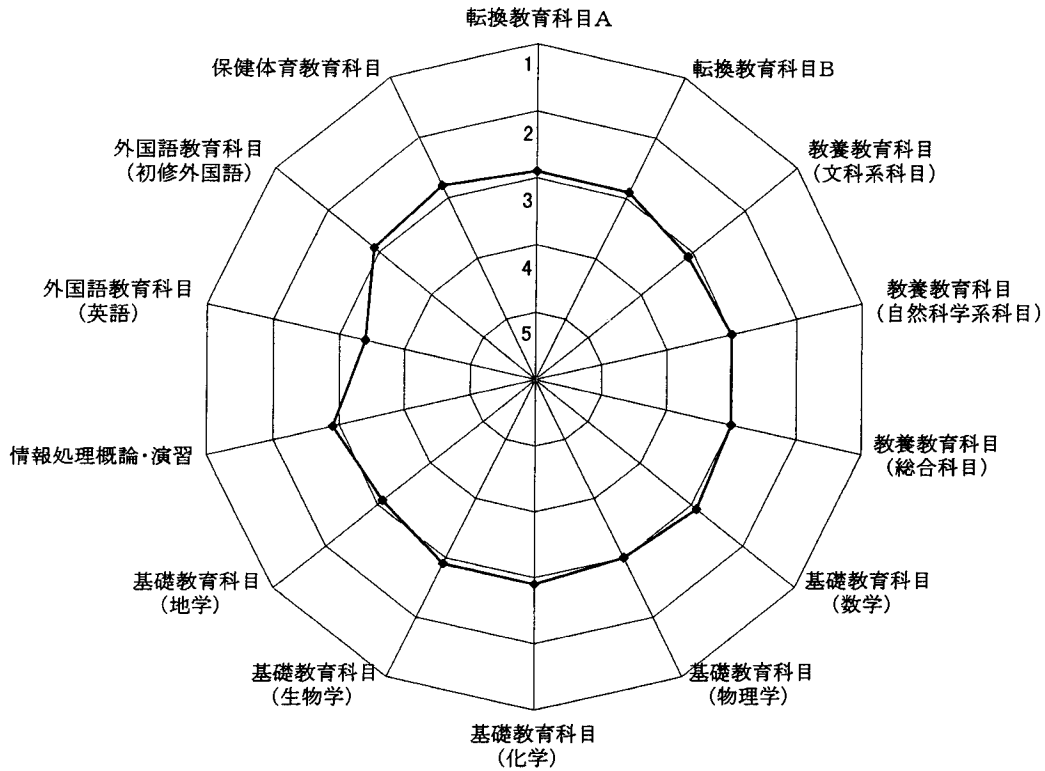 転換教育科目A
転換教育科目B
教養教育科目
(文科系科目)
教養教育科目
(自然科学系科目)
教養教育科目
(総合科目)
基礎教育科目
(数学)
基礎教育科目
(物理学)
基礎教育科目
(化学)
基礎教育科目
(生物学)
基礎教育科目
(地学)
情報処理概論・演習
外国語教育科目
(英語)
外国語教育科目
(初修外国語)
保健体育教育科目
1
2
3
4
5